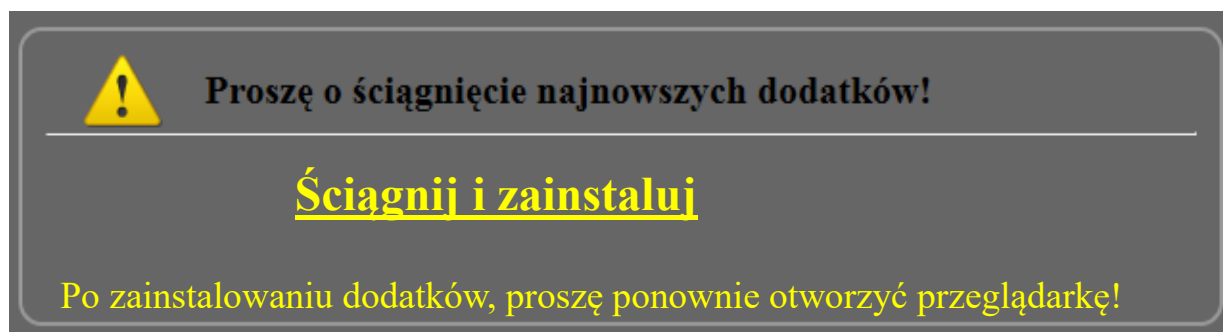 Proszę o ściągnięcie najnowszych dodatków!
Ściągnij i zainstaluj
Po zainstalowaniu dodatków, proszę ponownie otworzyć przeglądarkę!